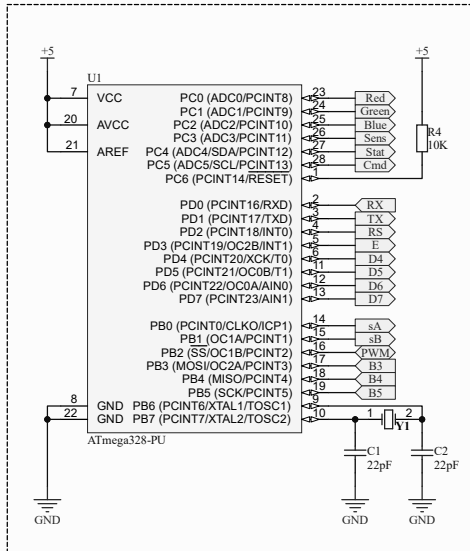 +5
+5
U1
7 VCC PC0 (ADC0/PCINT8) 23 Red
PC1 (ADC1/PCINT9) 24 Green
20 AVCC PC2 (ADC2/PCINT10) 25 Blue
PC3 (ADC3/PCINT11) 26 Sens
21 AREF PC4 (ADC4/SDA/PCINT12) 27 Stat
PC5 (ADC5/SCL/PCINT13) 28 Cmd
PC6 (PCINT14/RESET) 1
R4
10K
PD0 (PCINT16/RXD) 2 RX
PD1 (PCINT17/TXD) 3 TX
PD2 (PCINT18/INT0) 4 RS
PD3 (PCINT19/OC2B/INT1) 5 E
PD4 (PCINT20/XCK/T0) 6 D4
PD5 (PCINT21/OC0B/T1) 11 D5
PD6 (PCINT22/OC0A/AIN0) 12 D6
PD7 (PCINT23/AIN1) 13 D7
PB0 (PCINT0/CLKO/ICP1) 14 sA
PB1 (OC1A/PCINT1) 15 sB
PB2 (SS/OC1B/PCINT2) 16 PWM
PB3 (MOSI/OC2A/PCINT3) 17 B3
PB4 (MISO/PCINT4) 18 B4
PB5 (SCK/PCINT5) 19 B5
8 GND PB6 (PCINT6/XTAL1/TOSC1) 9
22 GND PB7 (PCINT7/XTAL2/TOSC2) 10 1 Y1 2
ATmega328-PU
C1
22pF
C2
22pF
GND
GND
GND